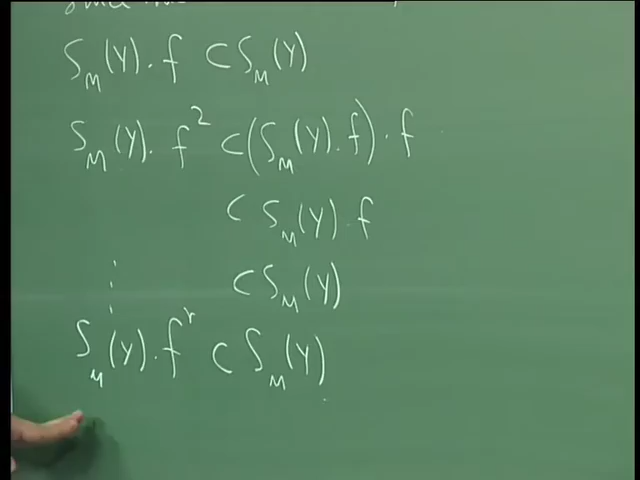 S_M(Y).f ⊂ S_M(Y)
S_M(Y).f² ⊂ (S_M(Y).f).f
⊂ S_M(Y).f
⊂ S_M(Y)
⋮
S_M(Y).f^r ⊂ S_M(Y)